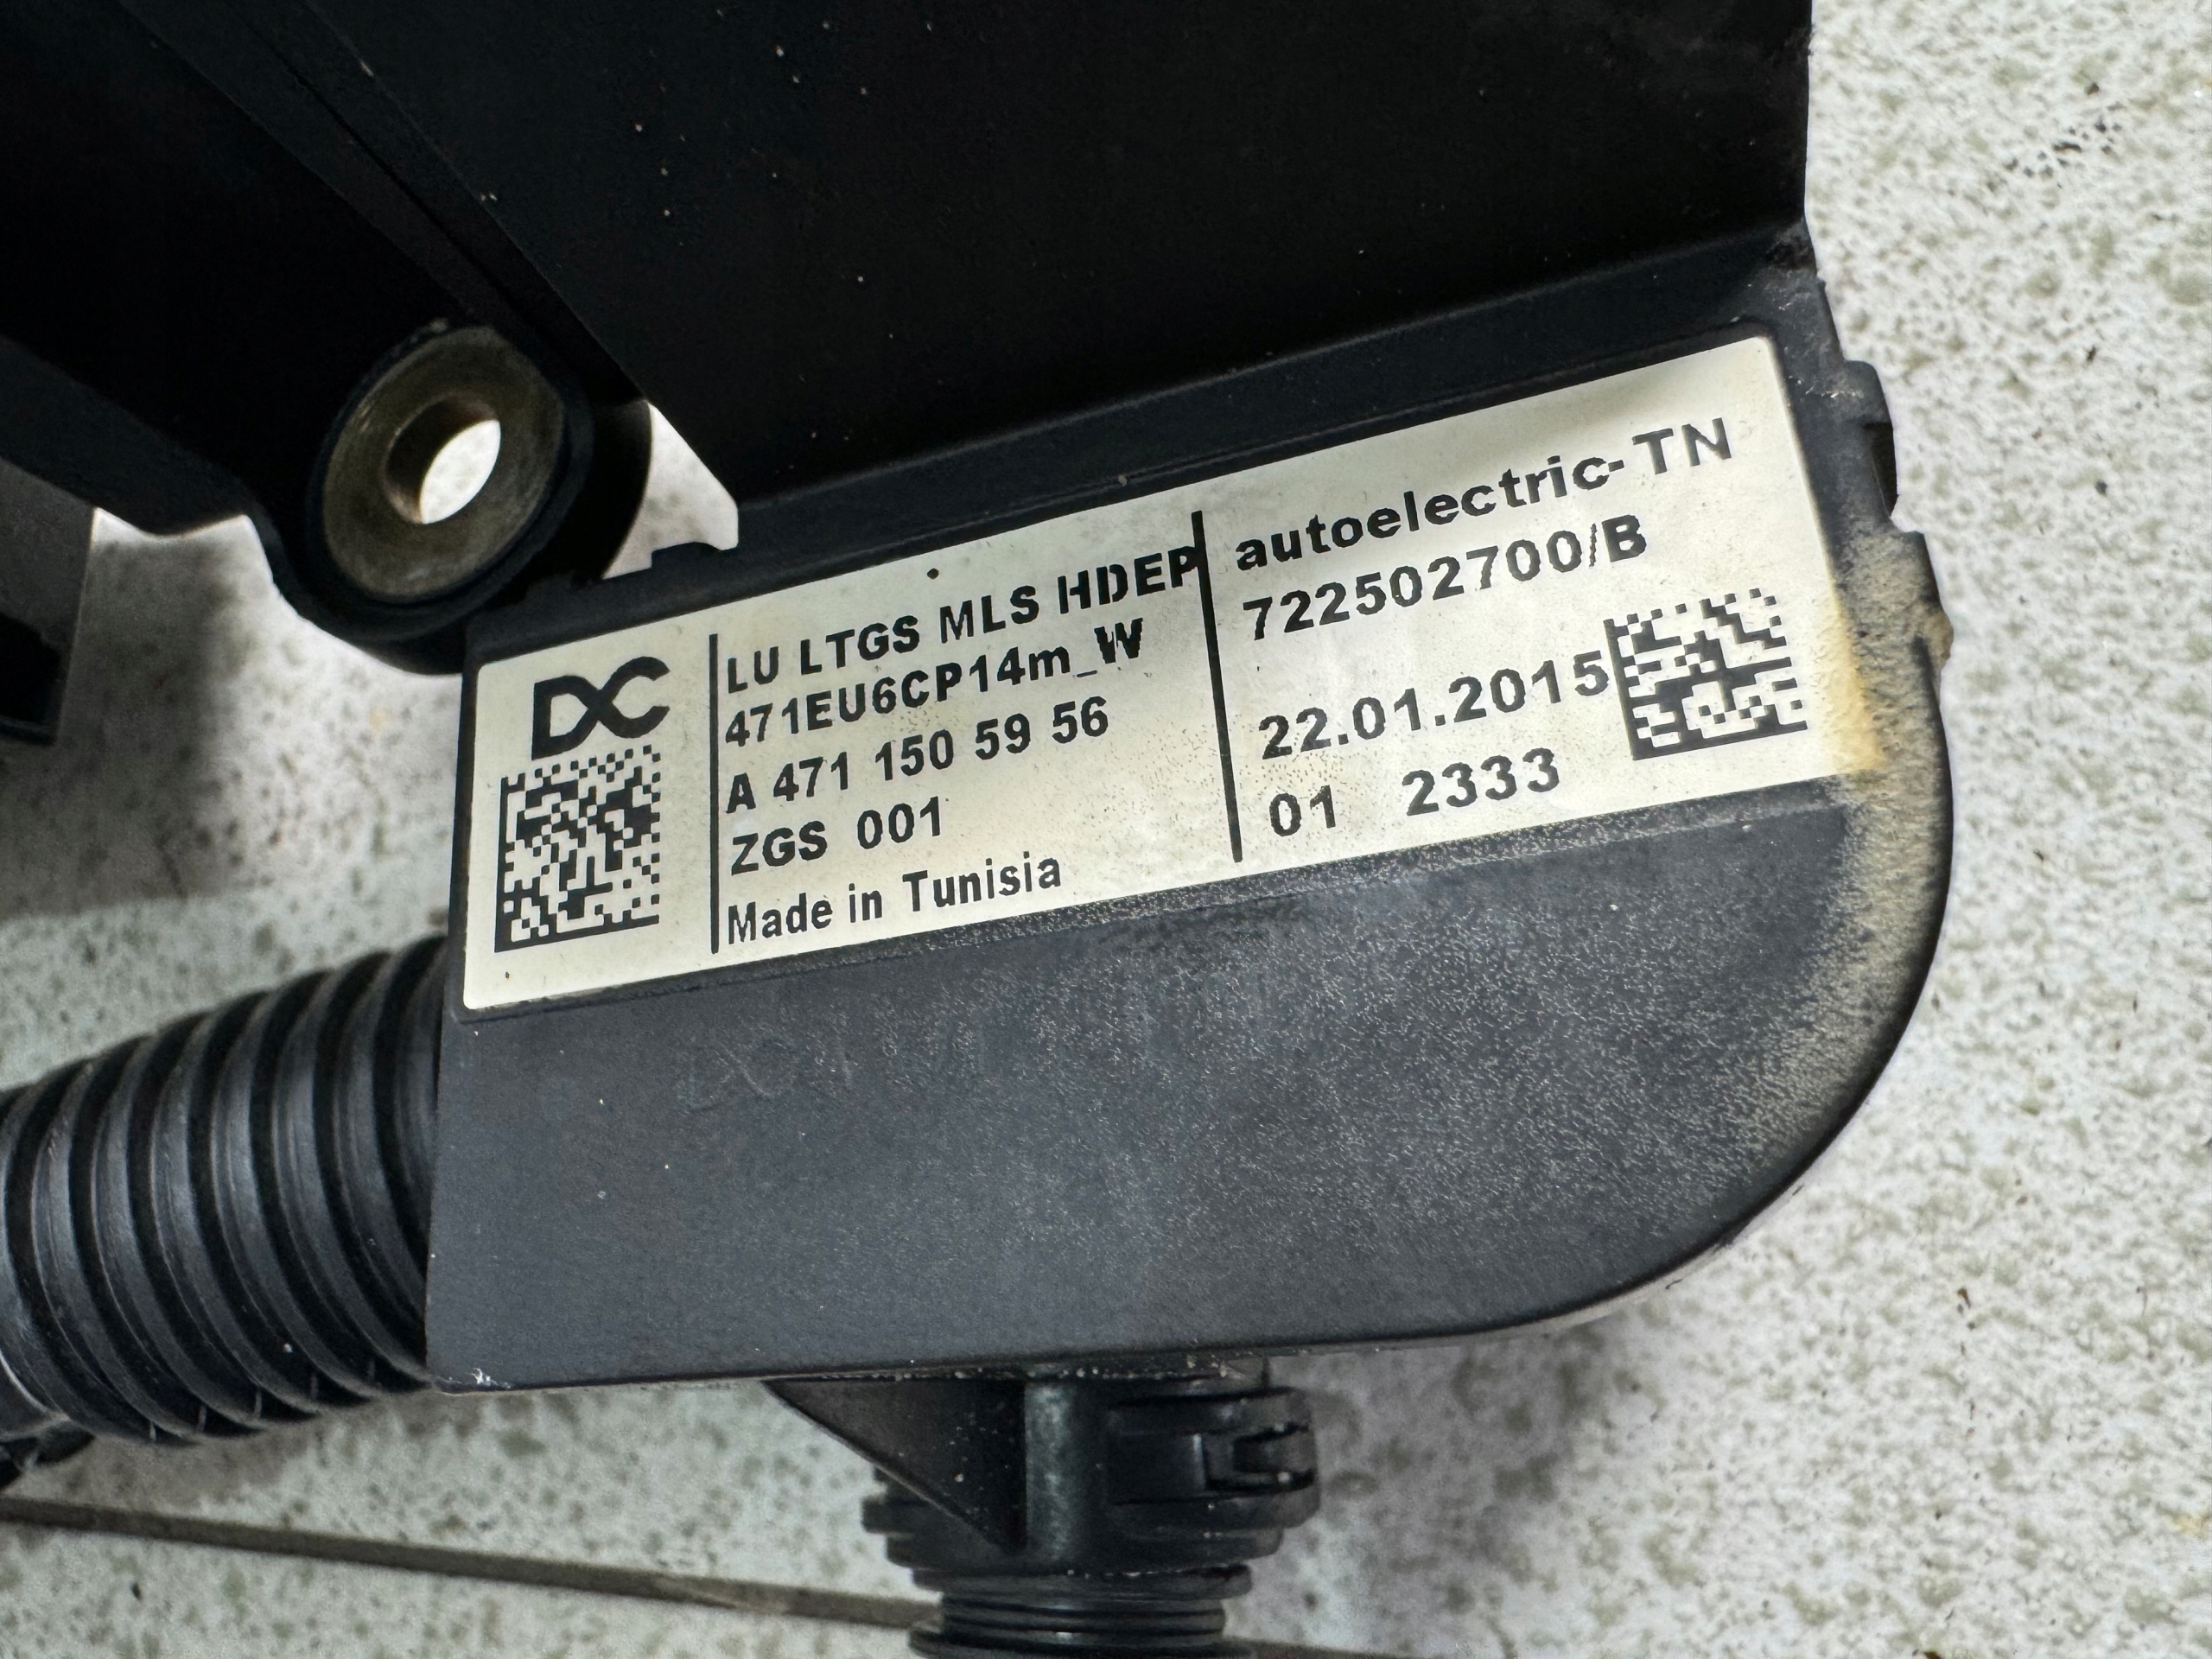 DC
LU LTGS MLS HDEP
471EU6CP14m_W
A 471 150 59 56
ZGS 001
Made in Tunisia
autoelectric-TN
722502700/B
22.01.2015
01 2333